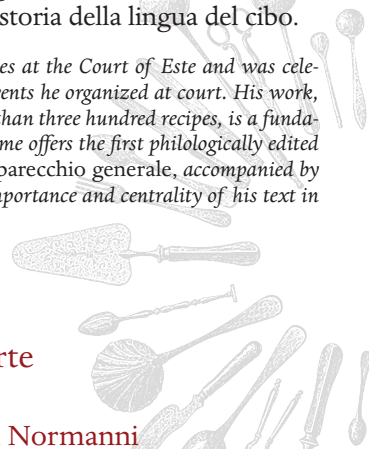 storia della lingua del cibo.
es at the Court of Este and was cele-
ents he organized at court. His work,
than three hundred recipes, is a funda-
me offers the first philologically edited
parecchio generale, accompanied by
portance and centrality of his text in
rte
Normanni